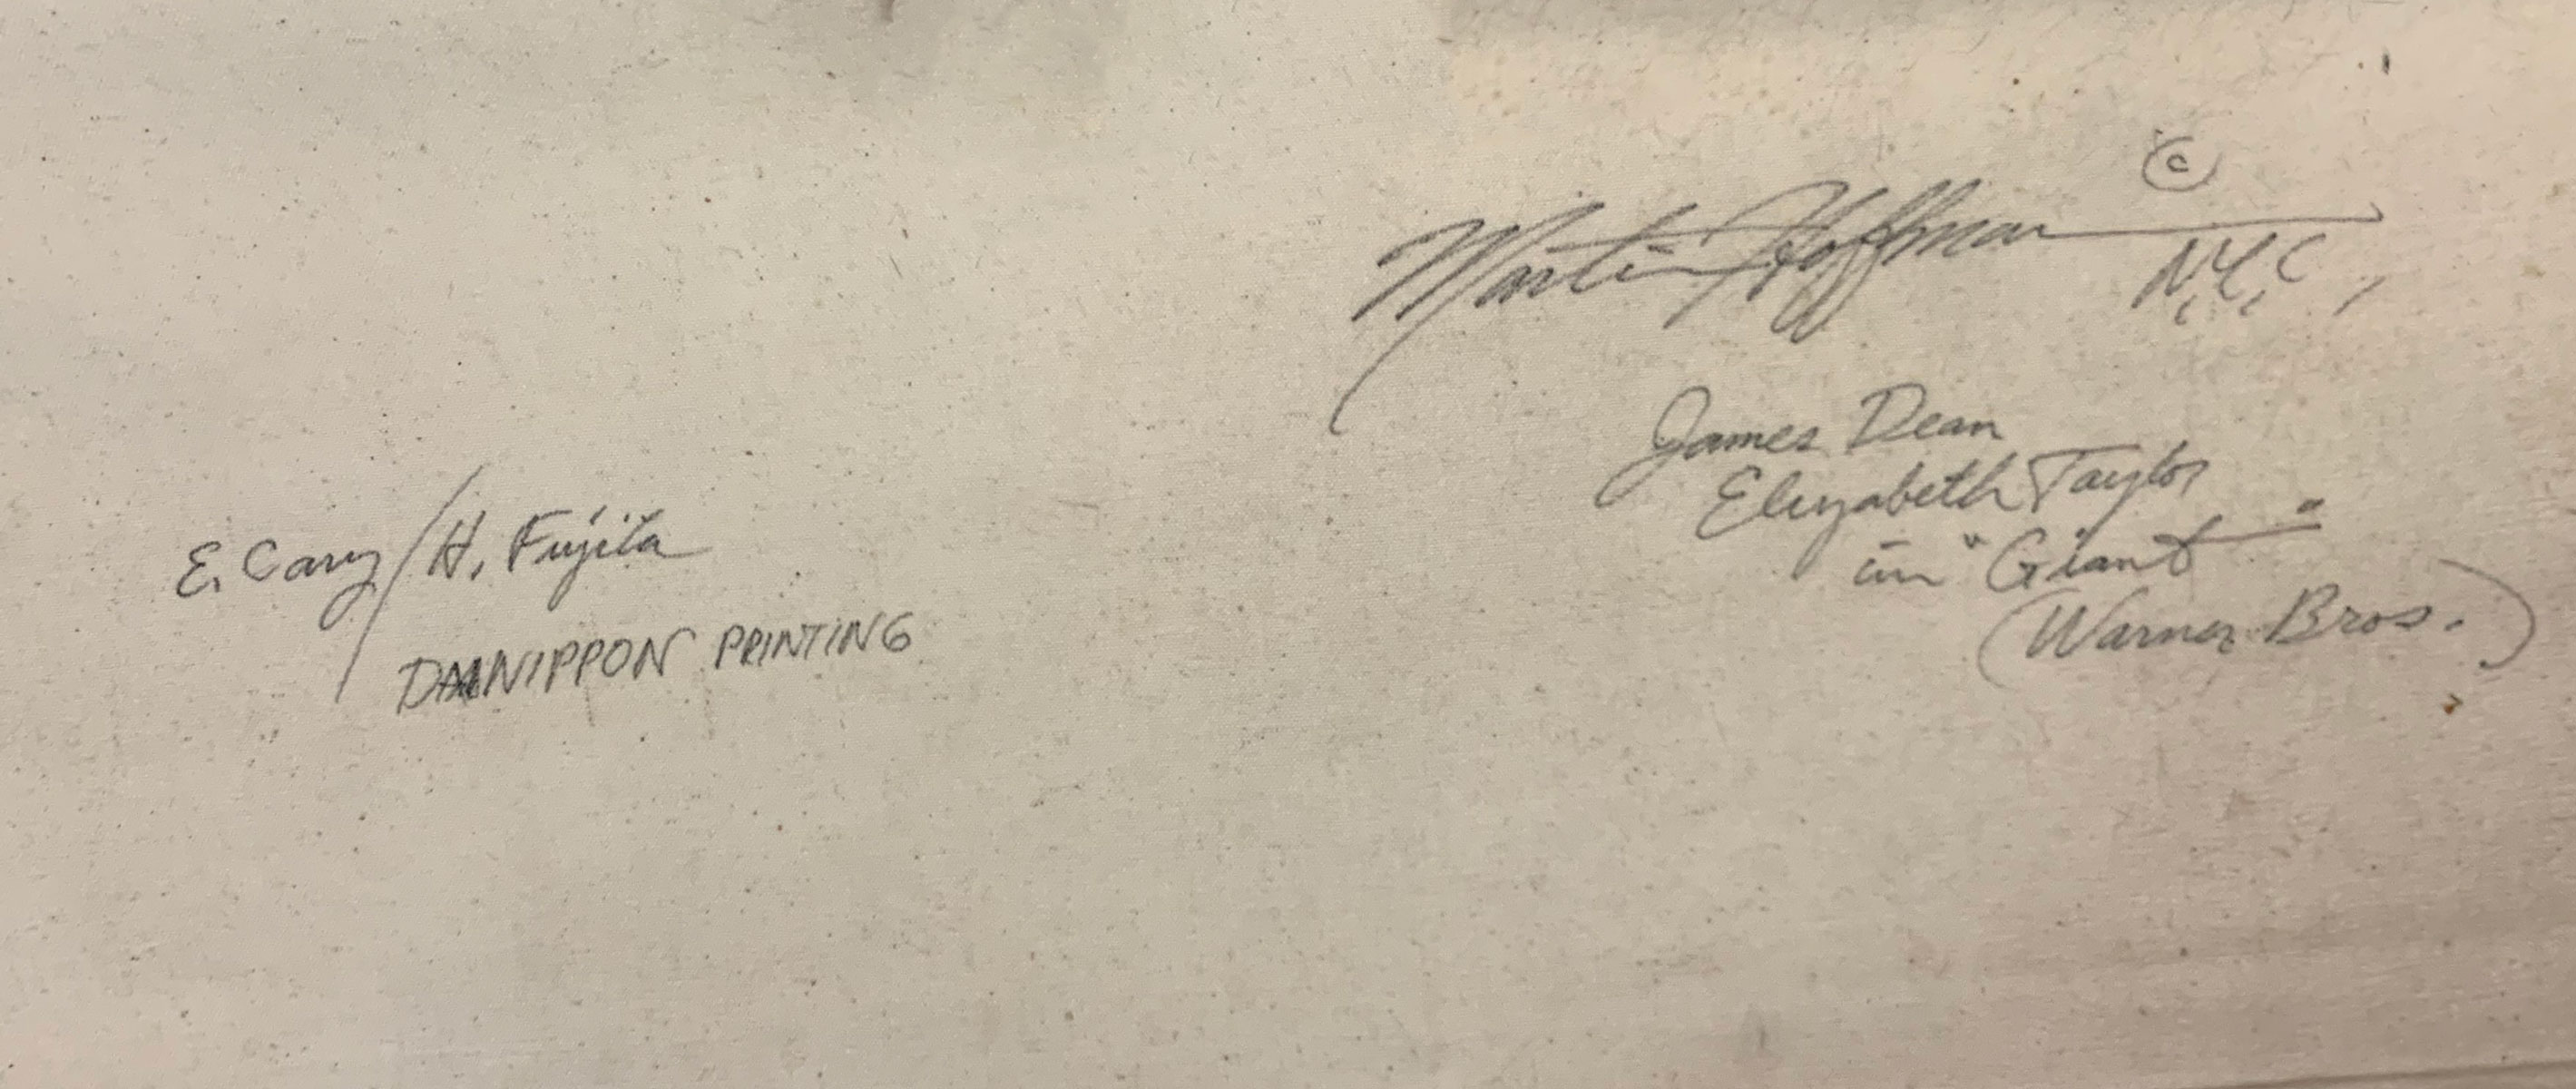 ©
Martin Hoffman
N.Y.C.
James Dean
Elizabeth Taylor
in "Giant"
(Warner Bros.)
E. Cary / H. Fujita
DAINIPPON PRINTING